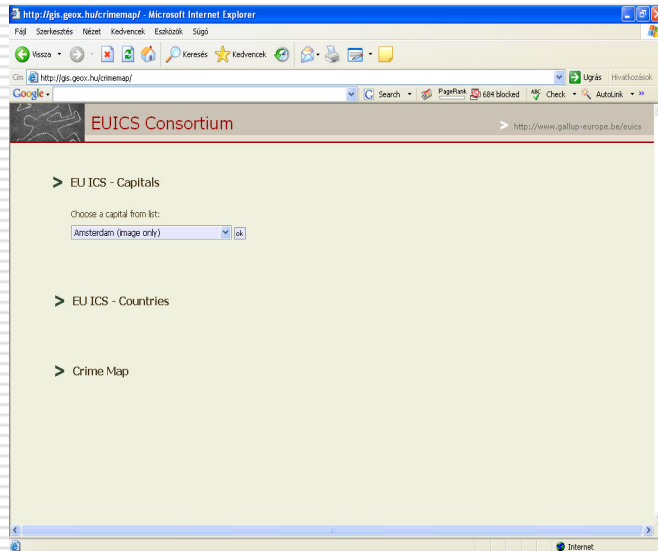 http://gis.geox.hu/crimemap/ - Microsoft Internet Explorer
Fájl Szerkesztés Nézet Kedvencek Eszközök Súgó
Vissza Keresés Kedvencek
Cím http://gis.geox.hu/crimemap/ Ugrás Hivatkozások
Google Search PageRank 684 blocked ABC Check AutoLink »
EUICS Consortium > http://www.gallup-europe.be/euics
> EU ICS - Capitals
Choose a capital from list:
Amsterdam (image only) ok
> EU ICS - Countries
> Crime Map
Internet